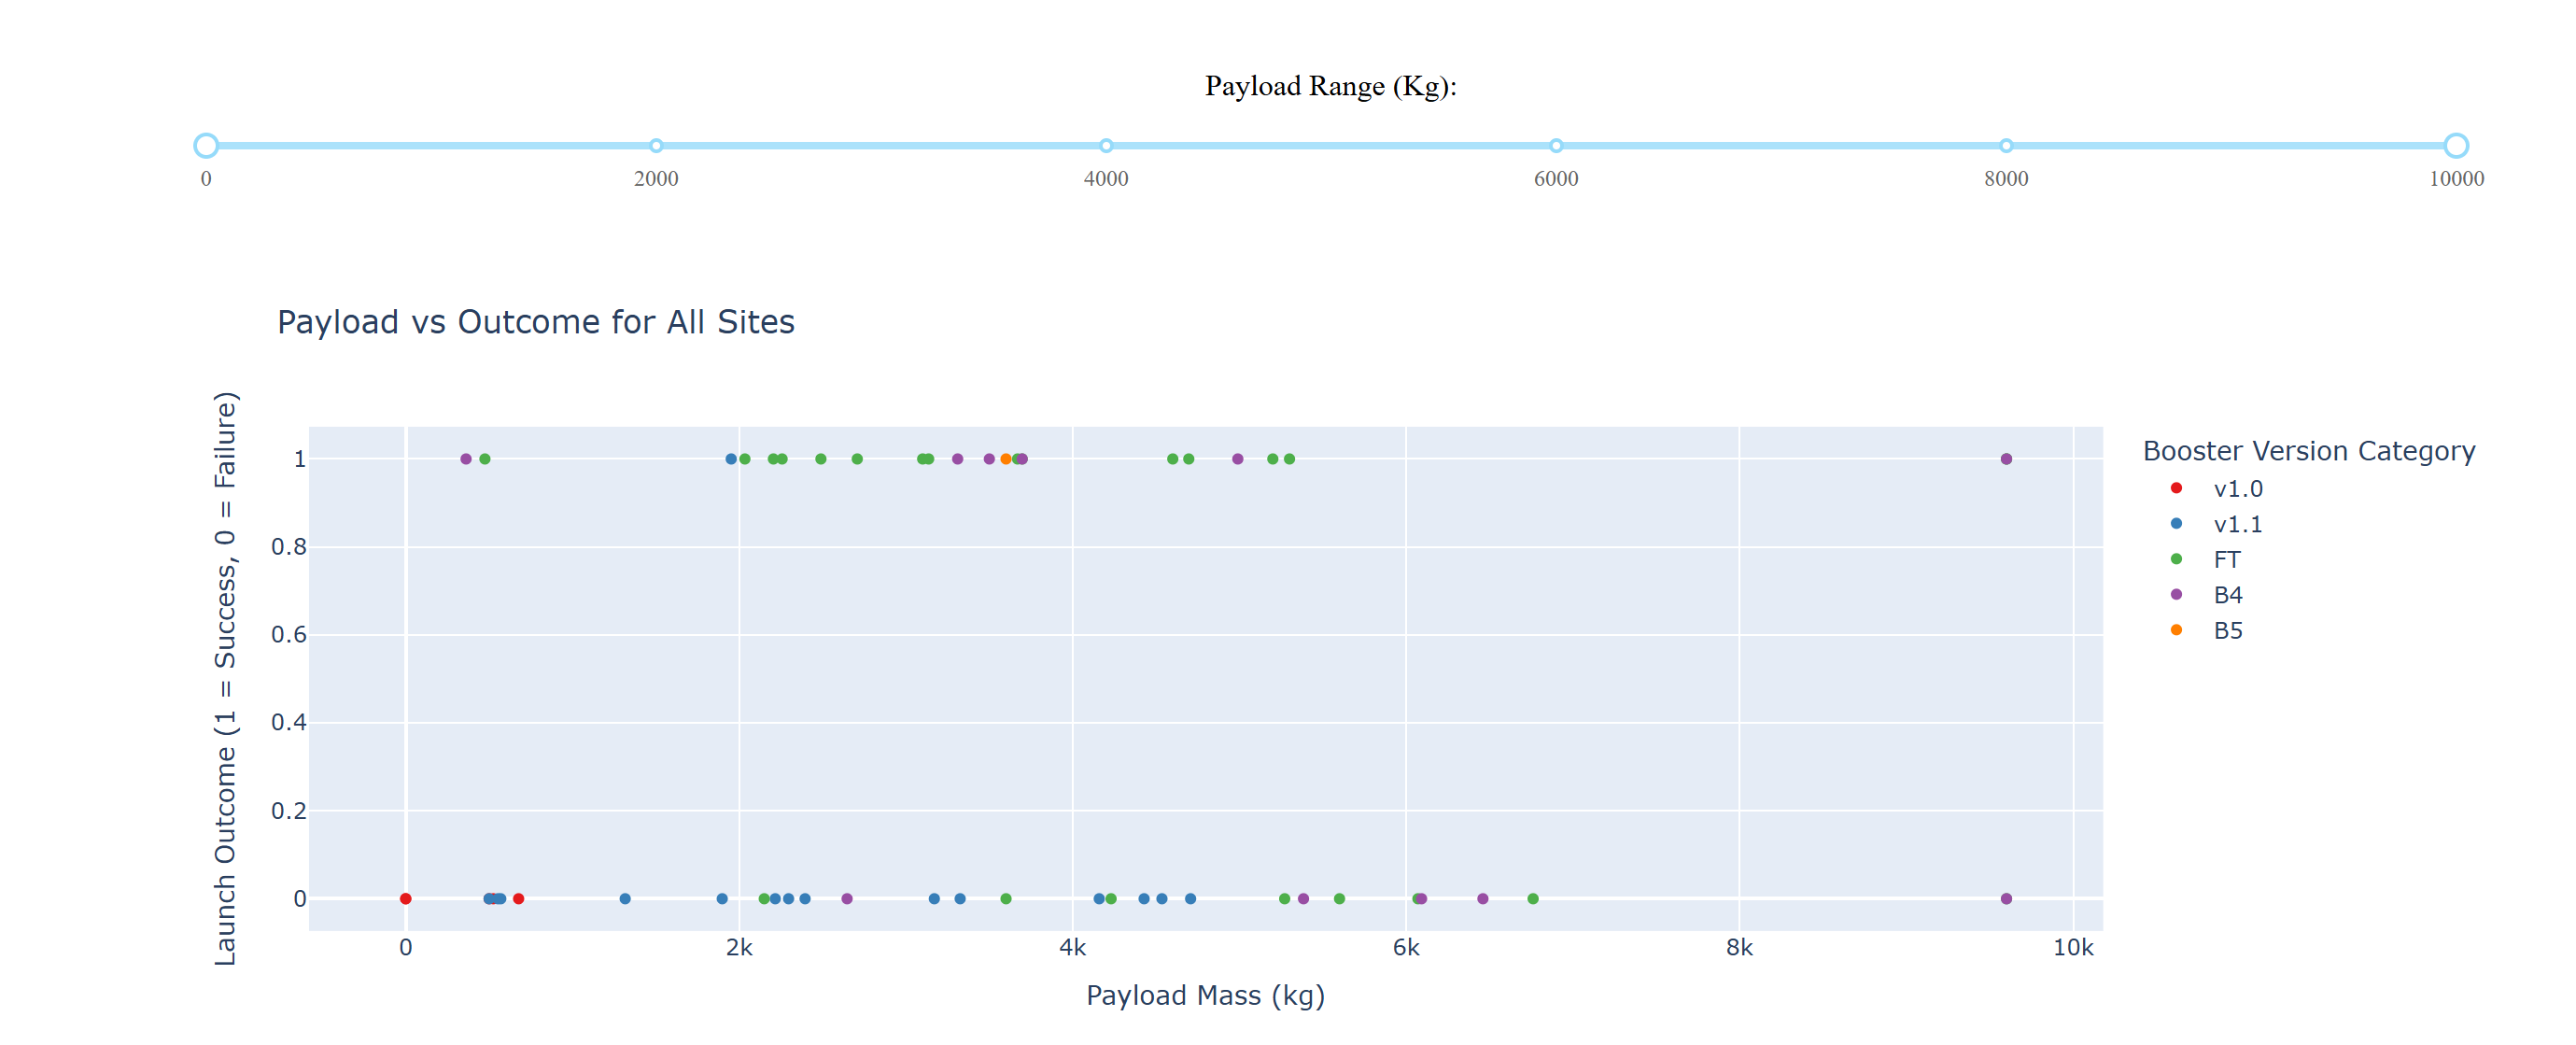 Payload Range (Kg):
0 2000 4000 6000 8000 10000
Payload vs Outcome for All Sites
Launch Outcome (1 = Success, 0 = Failure)
1
0.8
0.6
0.4
0.2
0
0 2k 4k 6k 8k 10k
Payload Mass (kg)
Booster Version Category
v1.0
v1.1
FT
B4
B5